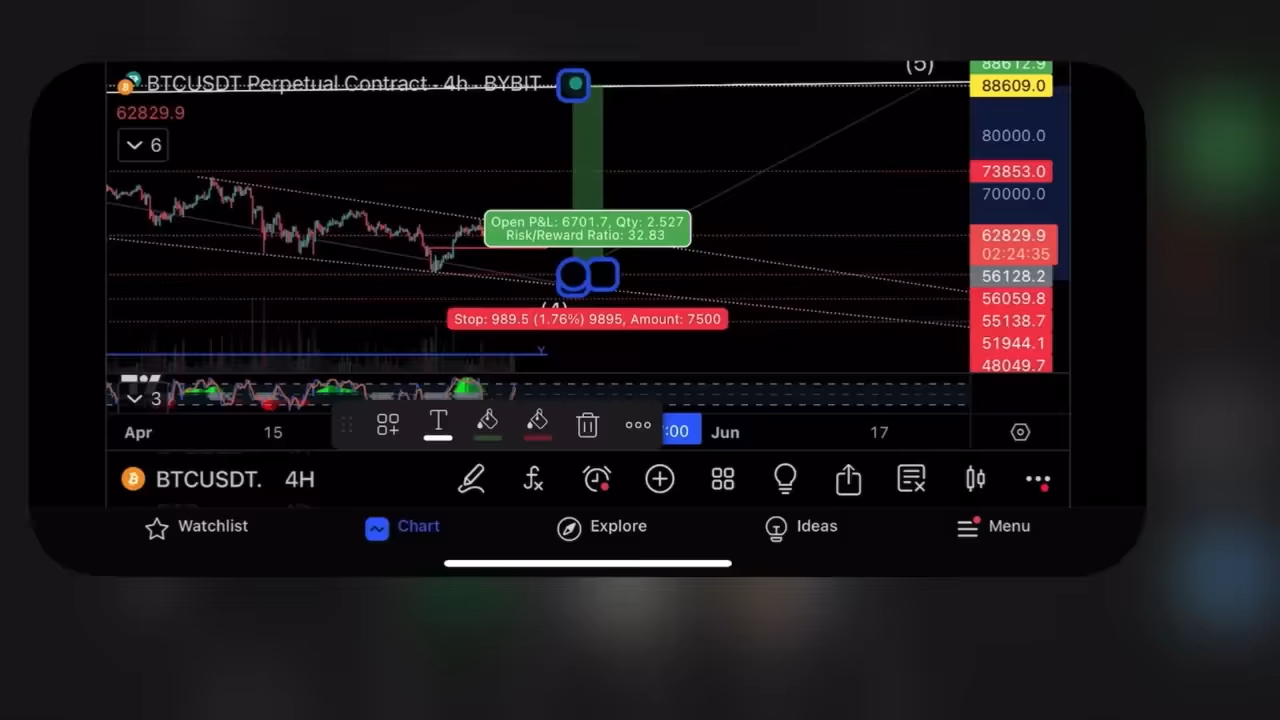 (5)
88612.9
BTCUSDT Perpetual Contract · 4h · BYBIT
88609.0
62829.9
80000.0
6
73853.0
70000.0
Open P&L: 6701.7, Qty: 2.527
Risk/Reward Ratio: 32.83
62829.9
02:24:35
56128.2
56059.8
(4)
Stop: 989.5 (1.76%) 9895, Amount: 7500
55138.7
51944.1
Y
48049.7
3
T
Apr
15
:00
Jun
17
BTCUSDT.
4H
Watchlist
Chart
Explore
Ideas
Menu